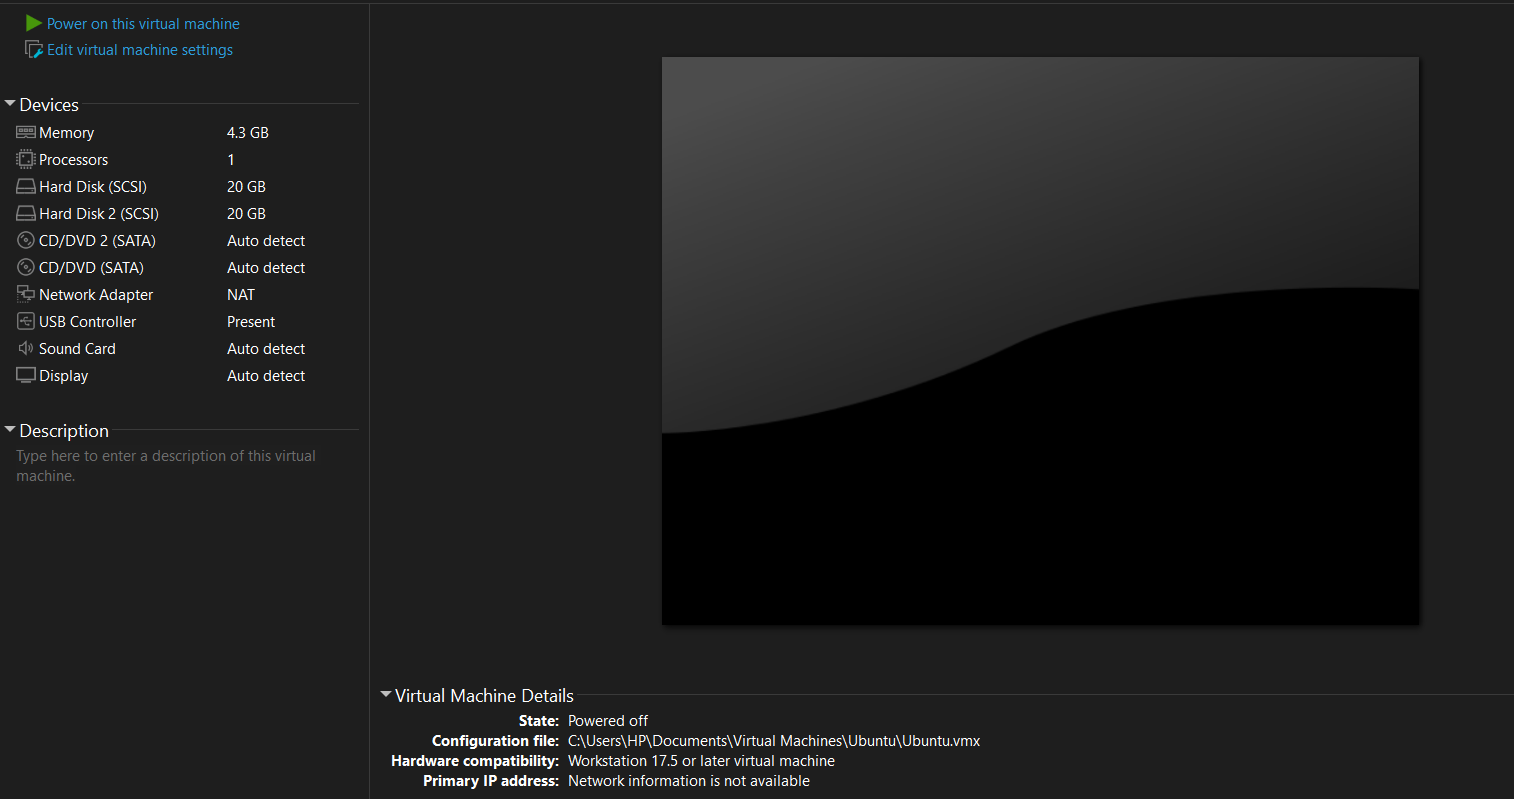 Power on this virtual machine
Edit virtual machine settings
Devices
Memory 4.3 GB
Processors 1
Hard Disk (SCSI) 20 GB
Hard Disk 2 (SCSI) 20 GB
CD/DVD 2 (SATA) Auto detect
CD/DVD (SATA) Auto detect
Network Adapter NAT
USB Controller Present
Sound Card Auto detect
Display Auto detect
Description
Type here to enter a description of this virtual
machine.
Virtual Machine Details
State: Powered off
Configuration file: C:\Users\HP\Documents\Virtual Machines\Ubuntu\Ubuntu.vmx
Hardware compatibility: Workstation 17.5 or later virtual machine
Primary IP address: Network information is not available